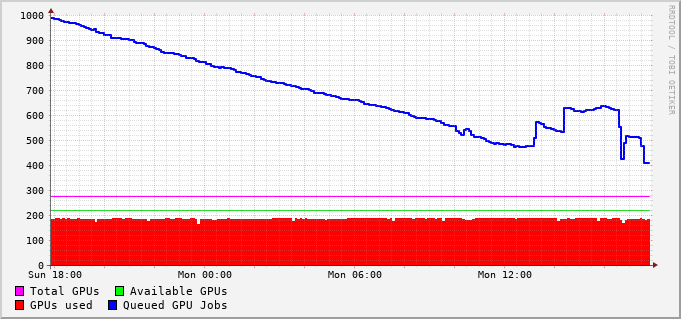 1000
900
800
700
600
500
400
300
200
100
0
Sun 18:00 Mon 00:00 Mon 06:00 Mon 12:00
Total GPUs Available GPUs
GPUs used Queued GPU Jobs
RRDTOOL / TOBI OETIKER